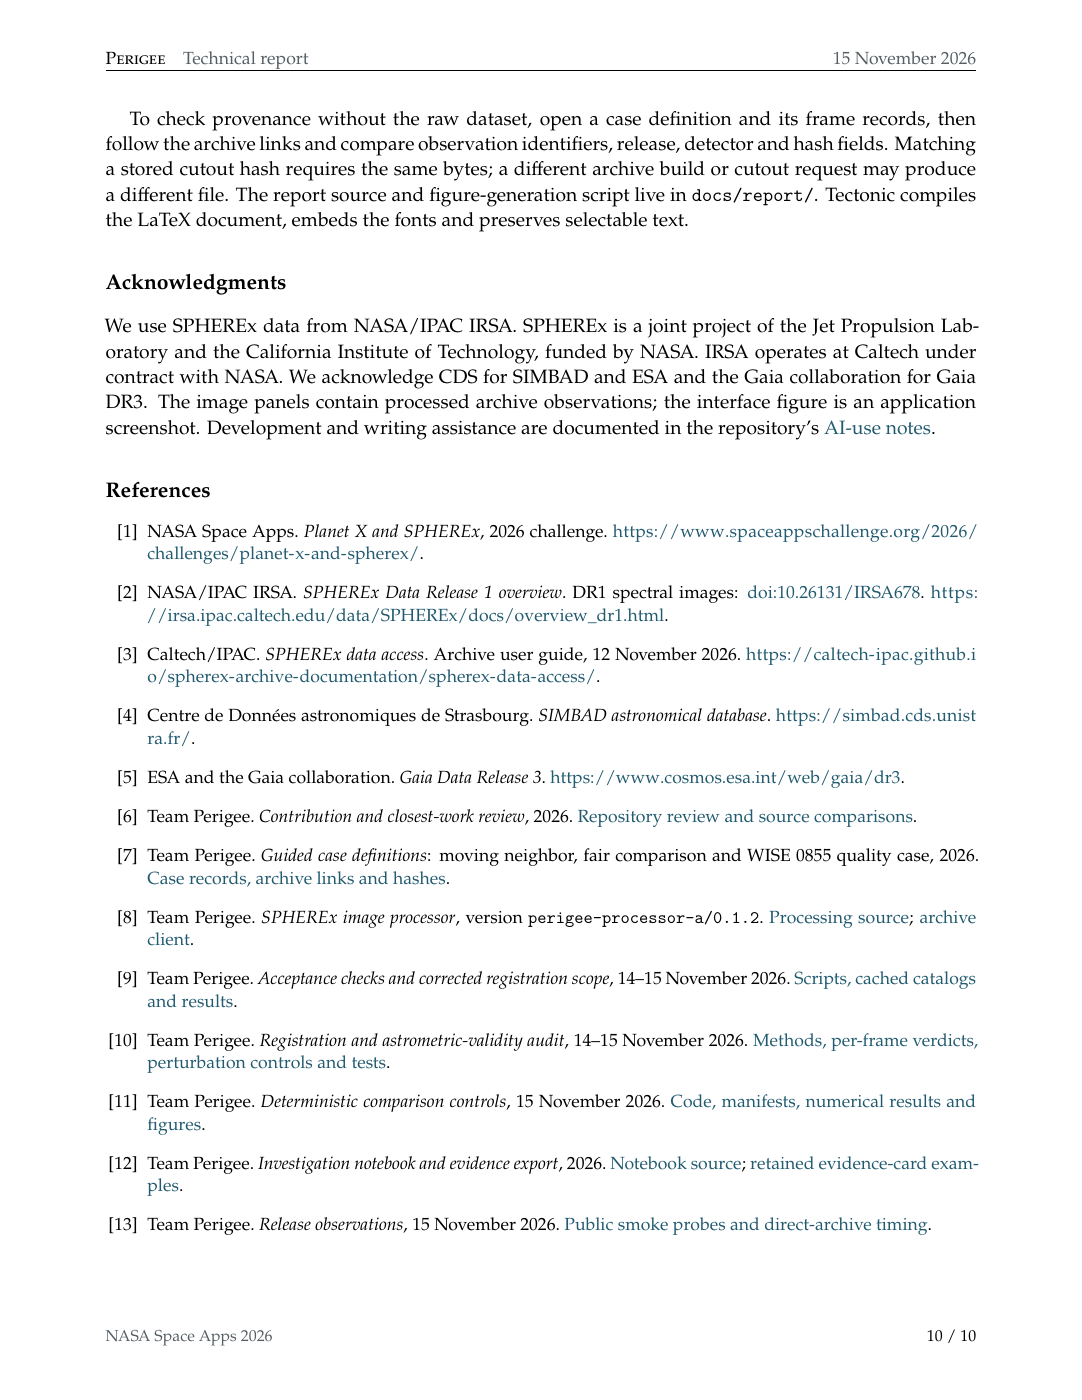 PERIGEE Technical report 15 November 2026
To check provenance without the raw dataset, open a case definition and its frame records, then
follow the archive links and compare observation identifiers, release, detector and hash fields. Matching
a stored cutout hash requires the same bytes; a different archive build or cutout request may produce
a different file. The report source and figure-generation script live in docs/report/. Tectonic compiles
the LaTeX document, embeds the fonts and preserves selectable text.
Acknowledgments
We use SPHEREx data from NASA/IPAC IRSA. SPHEREx is a joint project of the Jet Propulsion Lab-
oratory and the California Institute of Technology, funded by NASA. IRSA operates at Caltech under
contract with NASA. We acknowledge CDS for SIMBAD and ESA and the Gaia collaboration for Gaia
DR3. The image panels contain processed archive observations; the interface figure is an application
screenshot. Development and writing assistance are documented in the repository's AI-use notes.
References
[1] NASA Space Apps. Planet X and SPHEREx, 2026 challenge. https://www.spaceappschallenge.org/2026/
challenges/planet-x-and-spherex/.
[2] NASA/IPAC IRSA. SPHEREx Data Release 1 overview. DR1 spectral images: doi:10.26131/IRSA678. https:
//irsa.ipac.caltech.edu/data/SPHEREx/docs/overview_dr1.html.
[3] Caltech/IPAC. SPHEREx data access. Archive user guide, 12 November 2026. https://caltech-ipac.github.i
o/spherex-archive-documentation/spherex-data-access/.
[4] Centre de Données astronomiques de Strasbourg. SIMBAD astronomical database. https://simbad.cds.unist
ra.fr/.
[5] ESA and the Gaia collaboration. Gaia Data Release 3. https://www.cosmos.esa.int/web/gaia/dr3.
[6] Team Perigee. Contribution and closest-work review, 2026. Repository review and source comparisons.
[7] Team Perigee. Guided case definitions: moving neighbor, fair comparison and WISE 0855 quality case, 2026.
Case records, archive links and hashes.
[8] Team Perigee. SPHEREx image processor, version perigee-processor-a/0.1.2. Processing source; archive
client.
[9] Team Perigee. Acceptance checks and corrected registration scope, 14–15 November 2026. Scripts, cached catalogs
and results.
[10] Team Perigee. Registration and astrometric-validity audit, 14–15 November 2026. Methods, per-frame verdicts,
perturbation controls and tests.
[11] Team Perigee. Deterministic comparison controls, 15 November 2026. Code, manifests, numerical results and
figures.
[12] Team Perigee. Investigation notebook and evidence export, 2026. Notebook source; retained evidence-card exam-
ples.
[13] Team Perigee. Release observations, 15 November 2026. Public smoke probes and direct-archive timing.
NASA Space Apps 2026 10 / 10